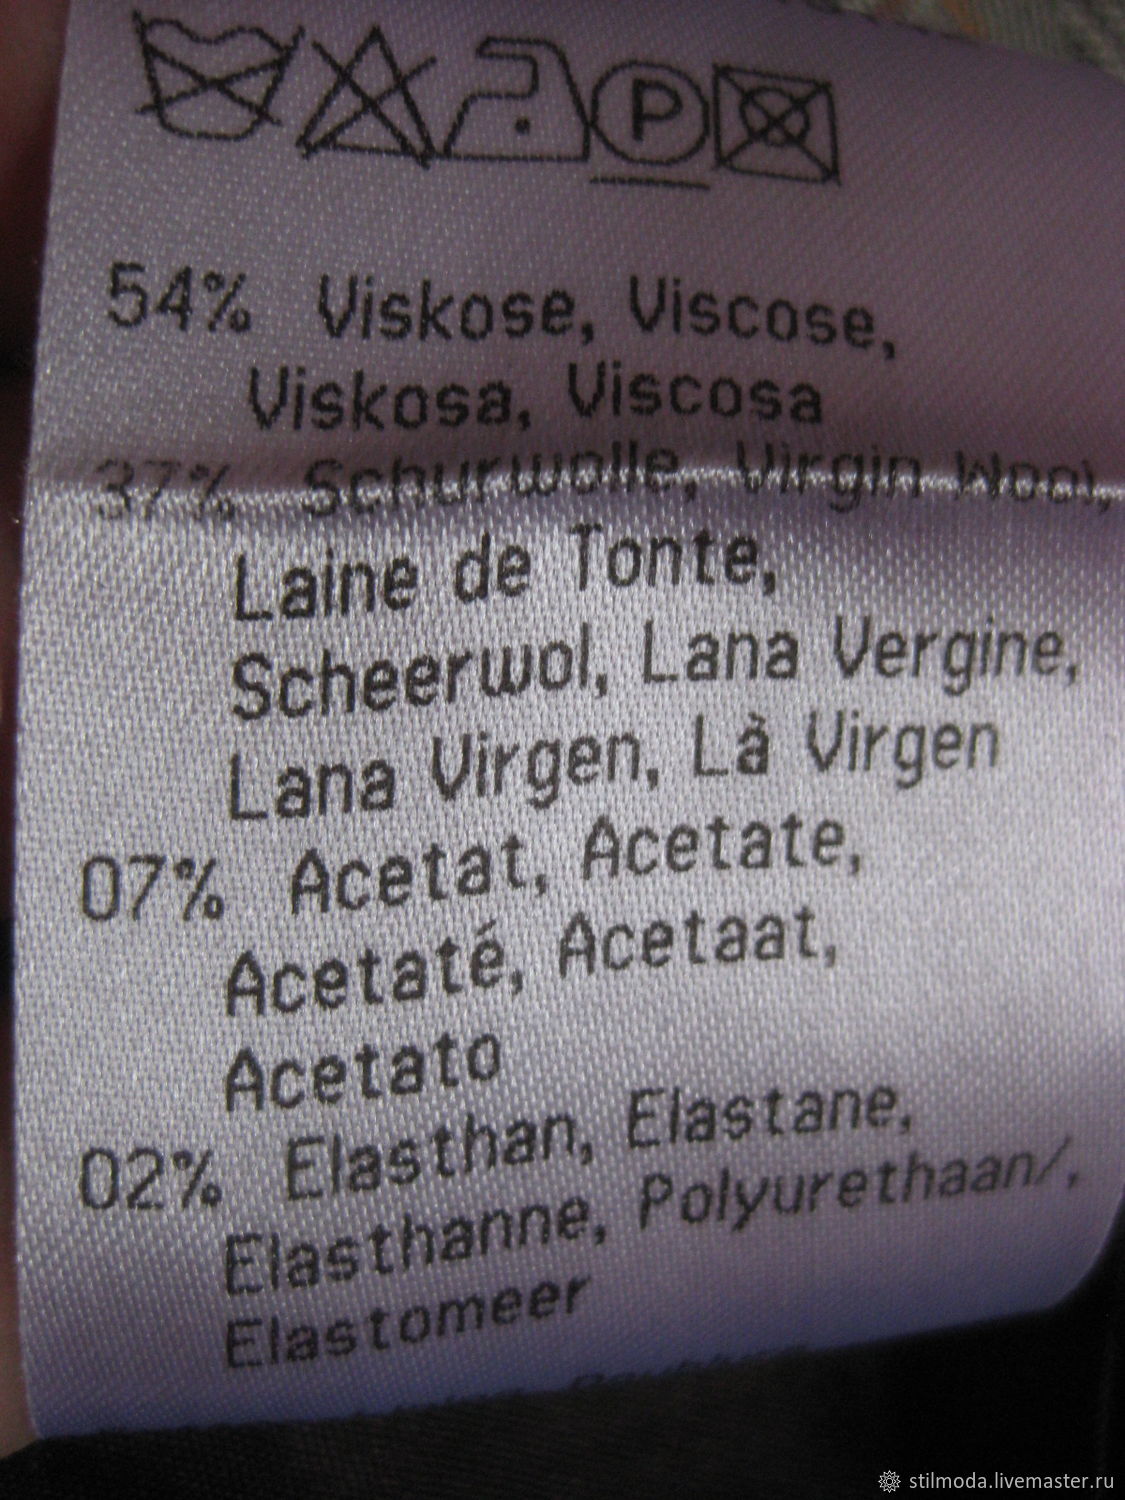 P
54% Viskose, Viscose,
Viskosa, Viscosa
37% Schurwolle, Virgin Wool,
Laine de Tonte,
Scheerwol, Lana Vergine,
Lana Virgen, Là Virgen
07% Acetat, Acetate,
Acetaté, Acetaat,
Acetato
02% Elasthan, Elastane,
Elasthanne, Polyurethaan/,
Elastomeer
stilmoda.livemaster.ru